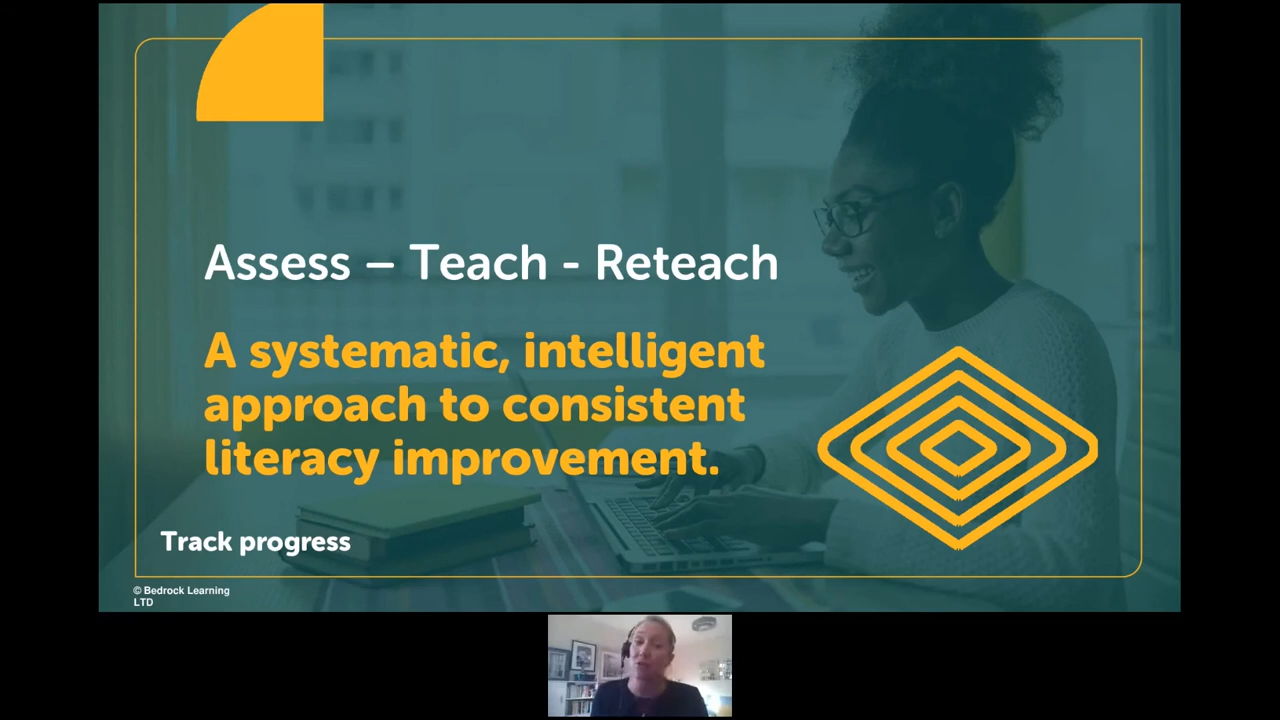 Assess – Teach - Reteach
A systematic, intelligent
approach to consistent
literacy improvement.
Track progress
© Bedrock Learning
LTD